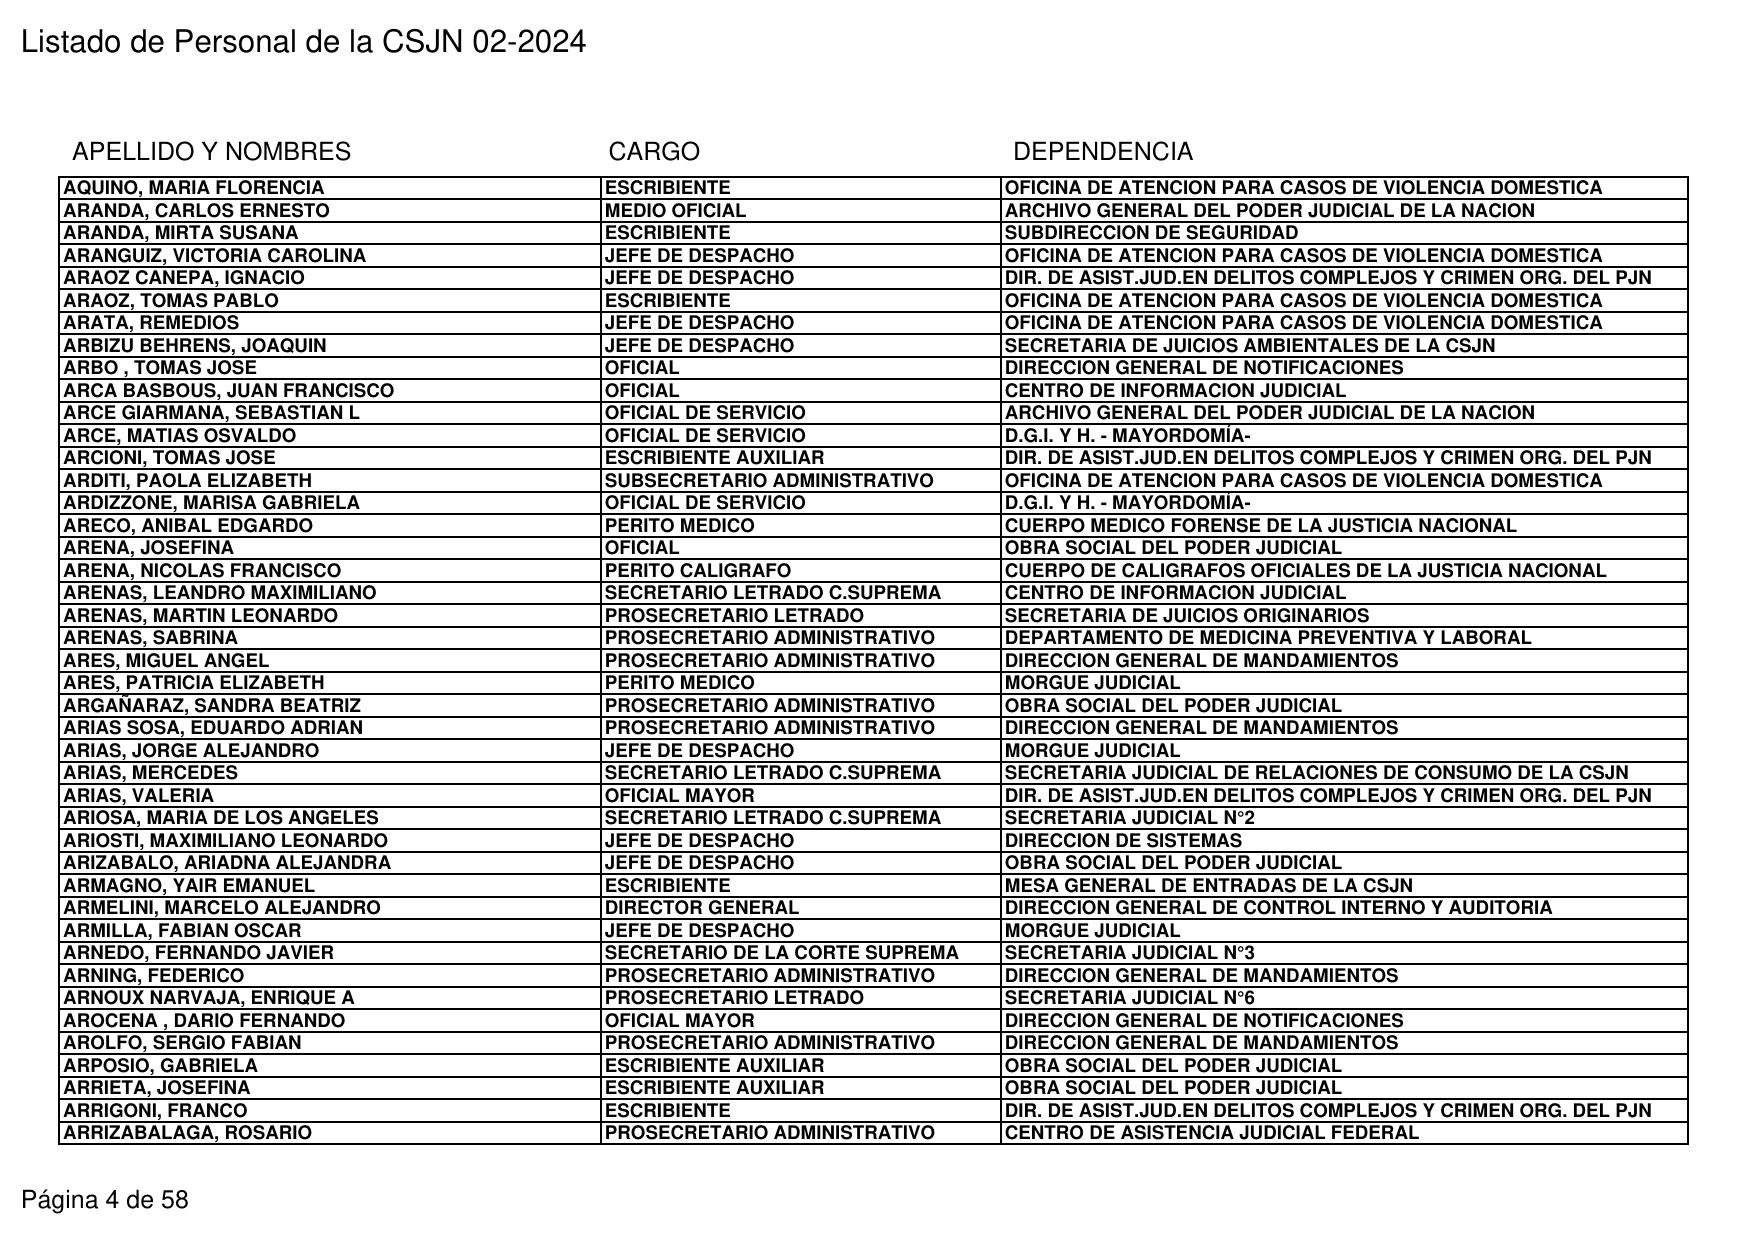 Listado de Personal de la CSJN 02-2024
APELLIDO Y NOMBRES CARGO DEPENDENCIA
AQUINO, MARIA FLORENCIA ESCRIBIENTE OFICINA DE ATENCION PARA CASOS DE VIOLENCIA DOMESTICA
ARANDA, CARLOS ERNESTO MEDIO OFICIAL ARCHIVO GENERAL DEL PODER JUDICIAL DE LA NACION
ARANDA, MIRTA SUSANA ESCRIBIENTE SUBDIRECCION DE SEGURIDAD
ARANGUIZ, VICTORIA CAROLINA JEFE DE DESPACHO OFICINA DE ATENCION PARA CASOS DE VIOLENCIA DOMESTICA
ARAOZ CANEPA, IGNACIO JEFE DE DESPACHO DIR. DE ASIST.JUD.EN DELITOS COMPLEJOS Y CRIMEN ORG. DEL PJN
ARAOZ, TOMAS PABLO ESCRIBIENTE OFICINA DE ATENCION PARA CASOS DE VIOLENCIA DOMESTICA
ARATA, REMEDIOS JEFE DE DESPACHO OFICINA DE ATENCION PARA CASOS DE VIOLENCIA DOMESTICA
ARBIZU BEHRENS, JOAQUIN JEFE DE DESPACHO SECRETARIA DE JUICIOS AMBIENTALES DE LA CSJN
ARBO , TOMAS JOSE OFICIAL DIRECCION GENERAL DE NOTIFICACIONES
ARCA BASBOUS, JUAN FRANCISCO OFICIAL CENTRO DE INFORMACION JUDICIAL
ARCE GIARMANA, SEBASTIAN L OFICIAL DE SERVICIO ARCHIVO GENERAL DEL PODER JUDICIAL DE LA NACION
ARCE, MATIAS OSVALDO OFICIAL DE SERVICIO D.G.I. Y H. - MAYORDOMÍA-
ARCIONI, TOMAS JOSE ESCRIBIENTE AUXILIAR DIR. DE ASIST.JUD.EN DELITOS COMPLEJOS Y CRIMEN ORG. DEL PJN
ARDITI, PAOLA ELIZABETH SUBSECRETARIO ADMINISTRATIVO OFICINA DE ATENCION PARA CASOS DE VIOLENCIA DOMESTICA
ARDIZZONE, MARISA GABRIELA OFICIAL DE SERVICIO D.G.I. Y H. - MAYORDOMÍA-
ARECO, ANIBAL EDGARDO PERITO MEDICO CUERPO MEDICO FORENSE DE LA JUSTICIA NACIONAL
ARENA, JOSEFINA OFICIAL OBRA SOCIAL DEL PODER JUDICIAL
ARENA, NICOLAS FRANCISCO PERITO CALIGRAFO CUERPO DE CALIGRAFOS OFICIALES DE LA JUSTICIA NACIONAL
ARENAS, LEANDRO MAXIMILIANO SECRETARIO LETRADO C.SUPREMA CENTRO DE INFORMACION JUDICIAL
ARENAS, MARTIN LEONARDO PROSECRETARIO LETRADO SECRETARIA DE JUICIOS ORIGINARIOS
ARENAS, SABRINA PROSECRETARIO ADMINISTRATIVO DEPARTAMENTO DE MEDICINA PREVENTIVA Y LABORAL
ARES, MIGUEL ANGEL PROSECRETARIO ADMINISTRATIVO DIRECCION GENERAL DE MANDAMIENTOS
ARES, PATRICIA ELIZABETH PERITO MEDICO MORGUE JUDICIAL
ARGAÑARAZ, SANDRA BEATRIZ PROSECRETARIO ADMINISTRATIVO OBRA SOCIAL DEL PODER JUDICIAL
ARIAS SOSA, EDUARDO ADRIAN PROSECRETARIO ADMINISTRATIVO DIRECCION GENERAL DE MANDAMIENTOS
ARIAS, JORGE ALEJANDRO JEFE DE DESPACHO MORGUE JUDICIAL
ARIAS, MERCEDES SECRETARIO LETRADO C.SUPREMA SECRETARIA JUDICIAL DE RELACIONES DE CONSUMO DE LA CSJN
ARIAS, VALERIA OFICIAL MAYOR DIR. DE ASIST.JUD.EN DELITOS COMPLEJOS Y CRIMEN ORG. DEL PJN
ARIOSA, MARIA DE LOS ANGELES SECRETARIO LETRADO C.SUPREMA SECRETARIA JUDICIAL N°2
ARIOSTI, MAXIMILIANO LEONARDO JEFE DE DESPACHO DIRECCION DE SISTEMAS
ARIZABALO, ARIADNA ALEJANDRA JEFE DE DESPACHO OBRA SOCIAL DEL PODER JUDICIAL
ARMAGNO, YAIR EMANUEL ESCRIBIENTE MESA GENERAL DE ENTRADAS DE LA CSJN
ARMELINI, MARCELO ALEJANDRO DIRECTOR GENERAL DIRECCION GENERAL DE CONTROL INTERNO Y AUDITORIA
ARMILLA, FABIAN OSCAR JEFE DE DESPACHO MORGUE JUDICIAL
ARNEDO, FERNANDO JAVIER SECRETARIO DE LA CORTE SUPREMA SECRETARIA JUDICIAL N°3
ARNING, FEDERICO PROSECRETARIO ADMINISTRATIVO DIRECCION GENERAL DE MANDAMIENTOS
ARNOUX NARVAJA, ENRIQUE A PROSECRETARIO LETRADO SECRETARIA JUDICIAL N°6
AROCENA , DARIO FERNANDO OFICIAL MAYOR DIRECCION GENERAL DE NOTIFICACIONES
AROLFO, SERGIO FABIAN PROSECRETARIO ADMINISTRATIVO DIRECCION GENERAL DE MANDAMIENTOS
ARPOSIO, GABRIELA ESCRIBIENTE AUXILIAR OBRA SOCIAL DEL PODER JUDICIAL
ARRIETA, JOSEFINA ESCRIBIENTE AUXILIAR OBRA SOCIAL DEL PODER JUDICIAL
ARRIGONI, FRANCO ESCRIBIENTE DIR. DE ASIST.JUD.EN DELITOS COMPLEJOS Y CRIMEN ORG. DEL PJN
ARRIZABALAGA, ROSARIO PROSECRETARIO ADMINISTRATIVO CENTRO DE ASISTENCIA JUDICIAL FEDERAL
Página 4 de 58